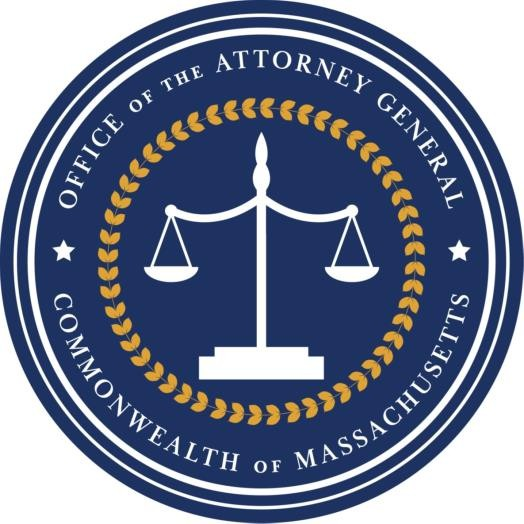 OFFICE OF THE ATTORNEY GENERAL
COMMONWEALTH OF MASSACHUSETTS